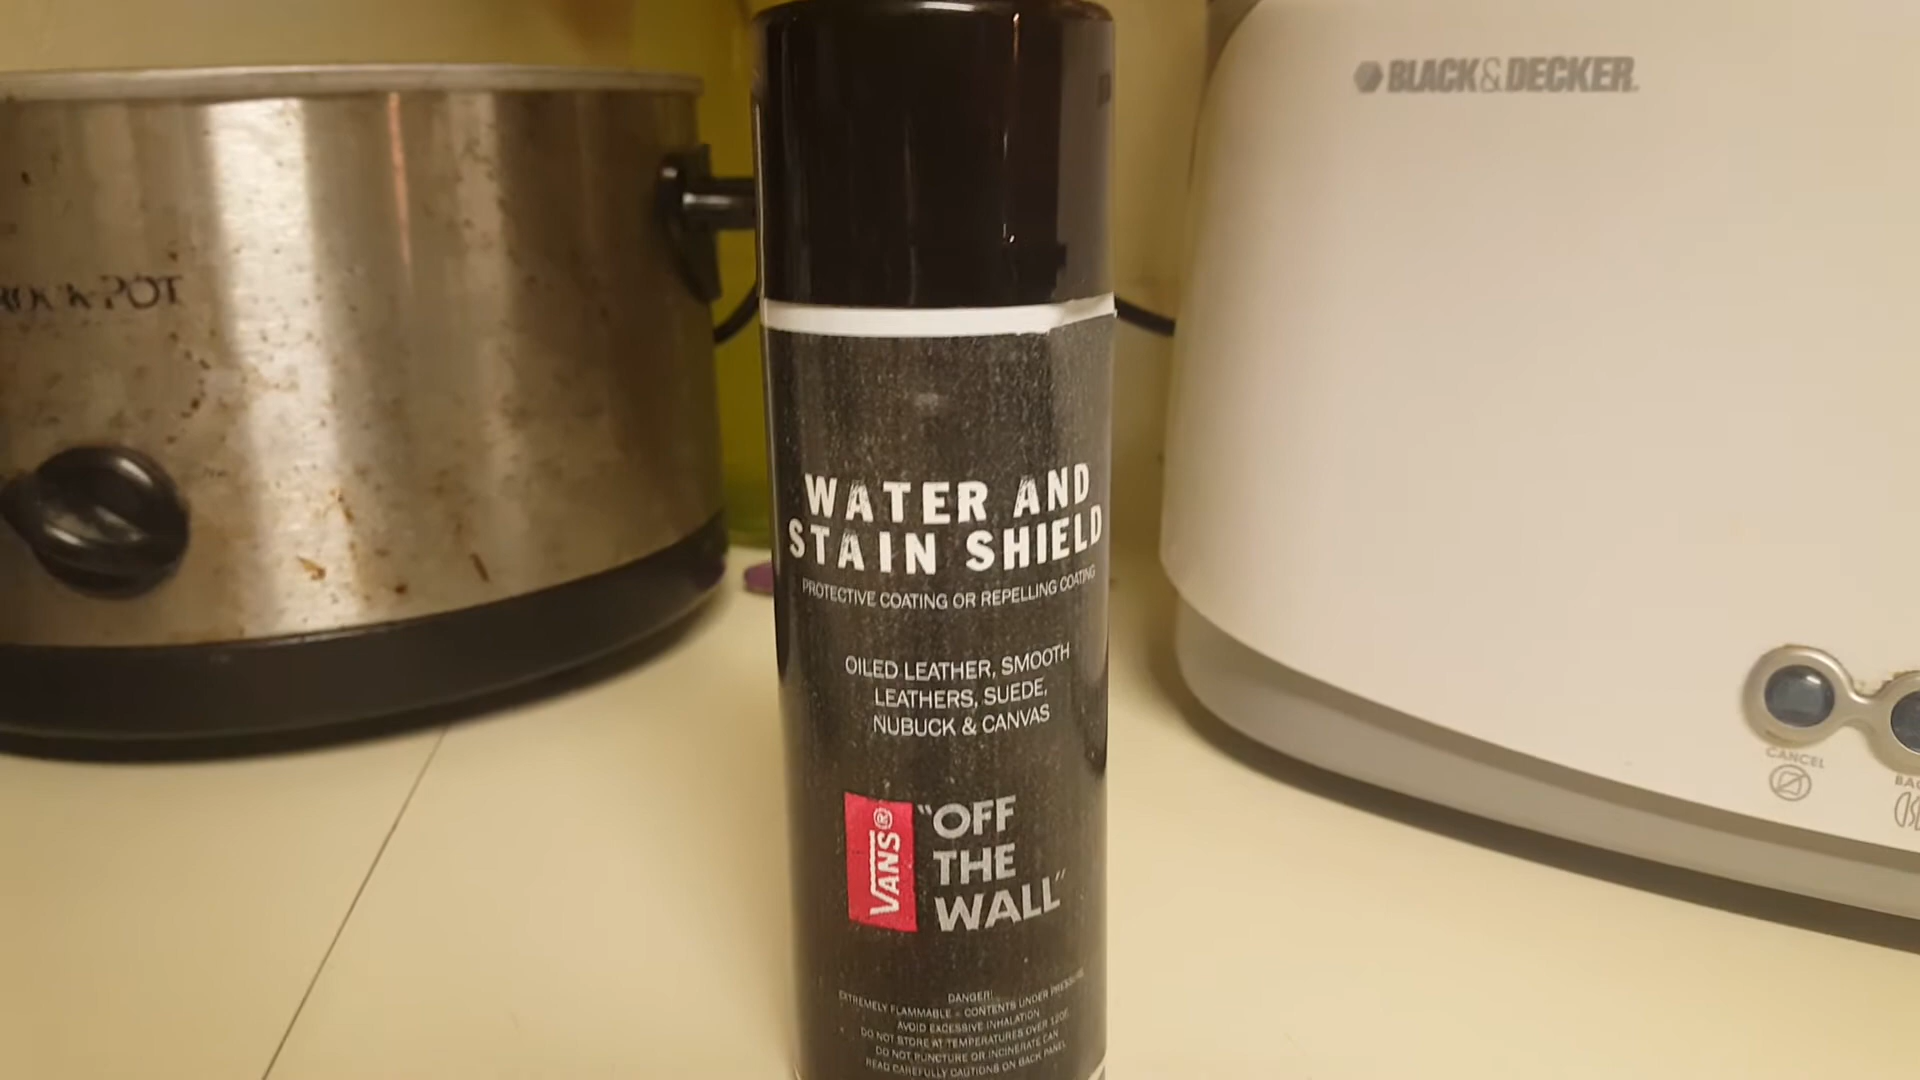 BLACK&DECKER
POT
WATER AND
STAIN SHIELD
PROTECTIVE COATING OR REPELLING COATING
OILED LEATHER, SMOOTH
LEATHERS, SUEDE,
NUBUCK & CANVAS
VANS®
"OFF
THE
WALL"
CANCEL
DANGER!
EXTREMELY FLAMMABLE - CONTENTS UNDER PRESSURE
AVOID EXCESSIVE INHALATION
DO NOT STORE AT TEMPERATURES OVER 120F
DO NOT PUNCTURE OR INCINERATE CAN
READ CAREFULLY CAUTIONS ON BACK PANEL